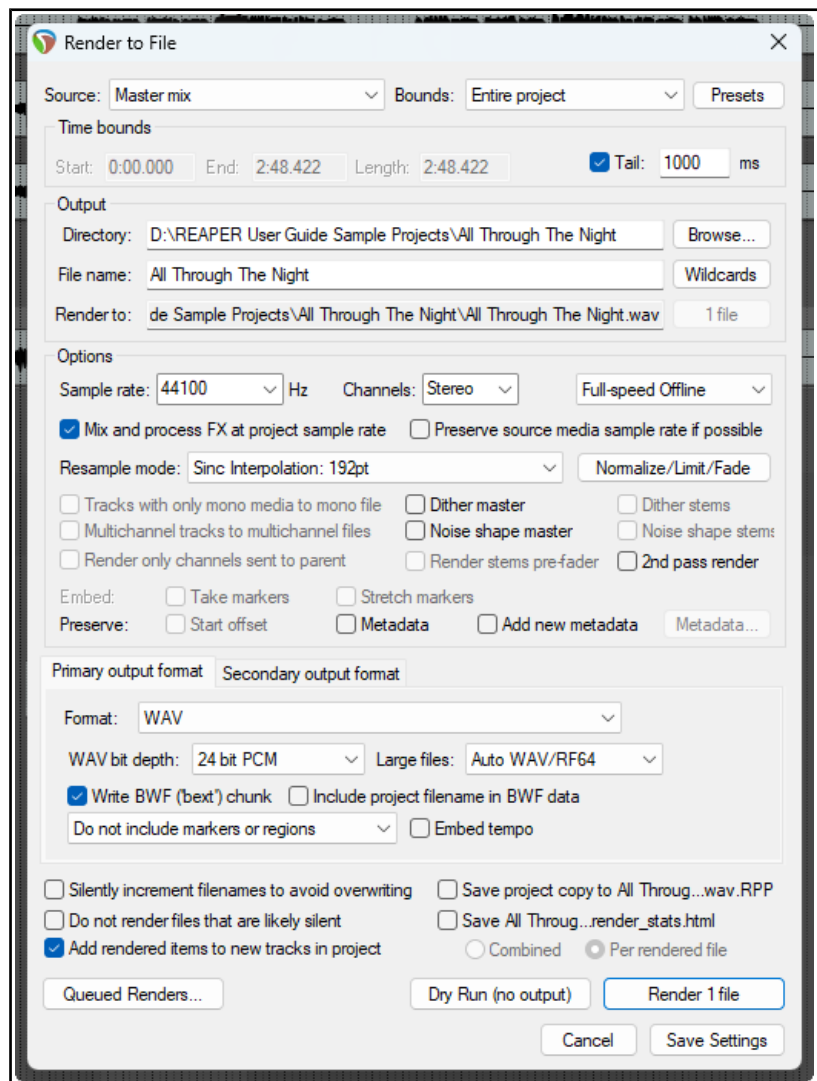 Render to File
Source: Master mix Bounds: Entire project Presets
Time bounds
Start: 0:00.000 End: 2:48.422 Length: 2:48.422 Tail: 1000 ms
Output
Directory: D:\REAPER User Guide Sample Projects\All Through The Night Browse...
File name: All Through The Night Wildcards
Render to: de Sample Projects\All Through The Night\All Through The Night.wav 1 file
Options
Sample rate: 44100 Hz Channels: Stereo Full-speed Offline
Mix and process FX at project sample rate Preserve source media sample rate if possible
Resample mode: Sinc Interpolation: 192pt Normalize/Limit/Fade
Tracks with only mono media to mono file Dither master Dither stems
Multichannel tracks to multichannel files Noise shape master Noise shape stems
Render only channels sent to parent Render stems pre-fader 2nd pass render
Embed: Take markers Stretch markers
Preserve: Start offset Metadata Add new metadata Metadata...
Primary output format Secondary output format
Format: WAV
WAV bit depth: 24 bit PCM Large files: Auto WAV/RF64
Write BWF ('bext') chunk Include project filename in BWF data
Do not include markers or regions Embed tempo
Silently increment filenames to avoid overwriting Save project copy to All Throug...wav.RPP
Do not render files that are likely silent Save All Throug...render_stats.html
Add rendered items to new tracks in project Combined Per rendered file
Queued Renders... Dry Run (no output) Render 1 file
Cancel Save Settings